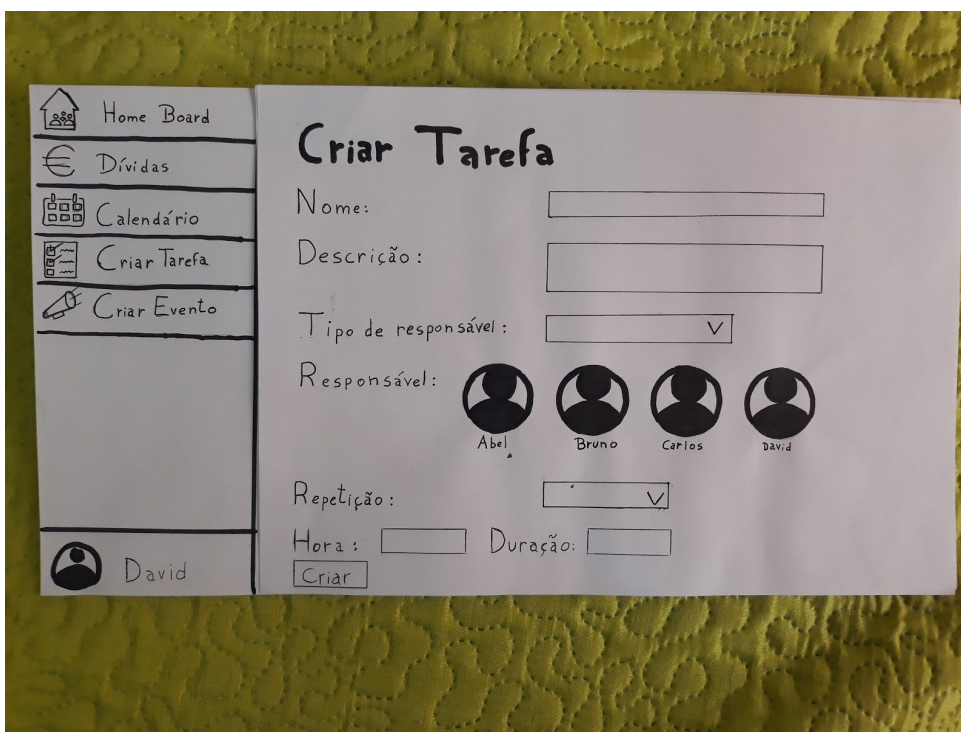 Home Board
Dívidas
Calendário
Criar Tarefa
Criar Evento
David
Criar Tarefa
Nome:
Descrição:
Tipo de responsável:
Responsável:
Abel Bruno Carlos David
Repetição:
Hora: Duração:
Criar